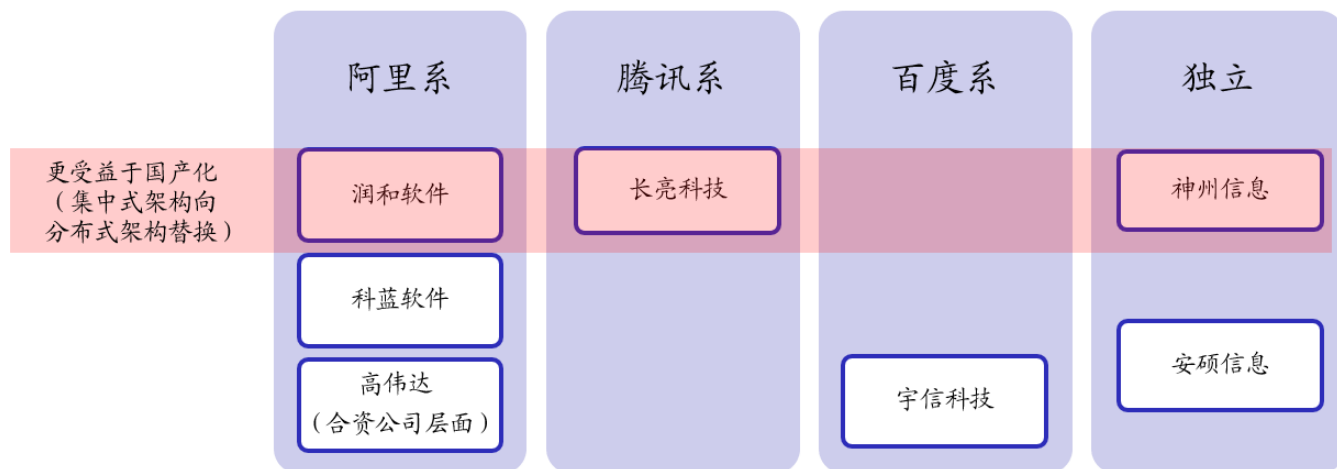 阿里系
腾讯系
百度系
独立
更受益于国产化
（集中式架构向
分布式架构替换）
润和软件
长亮科技
神州信息
科蓝软件
高伟达
（合资公司层面）
宇信科技
安硕信息